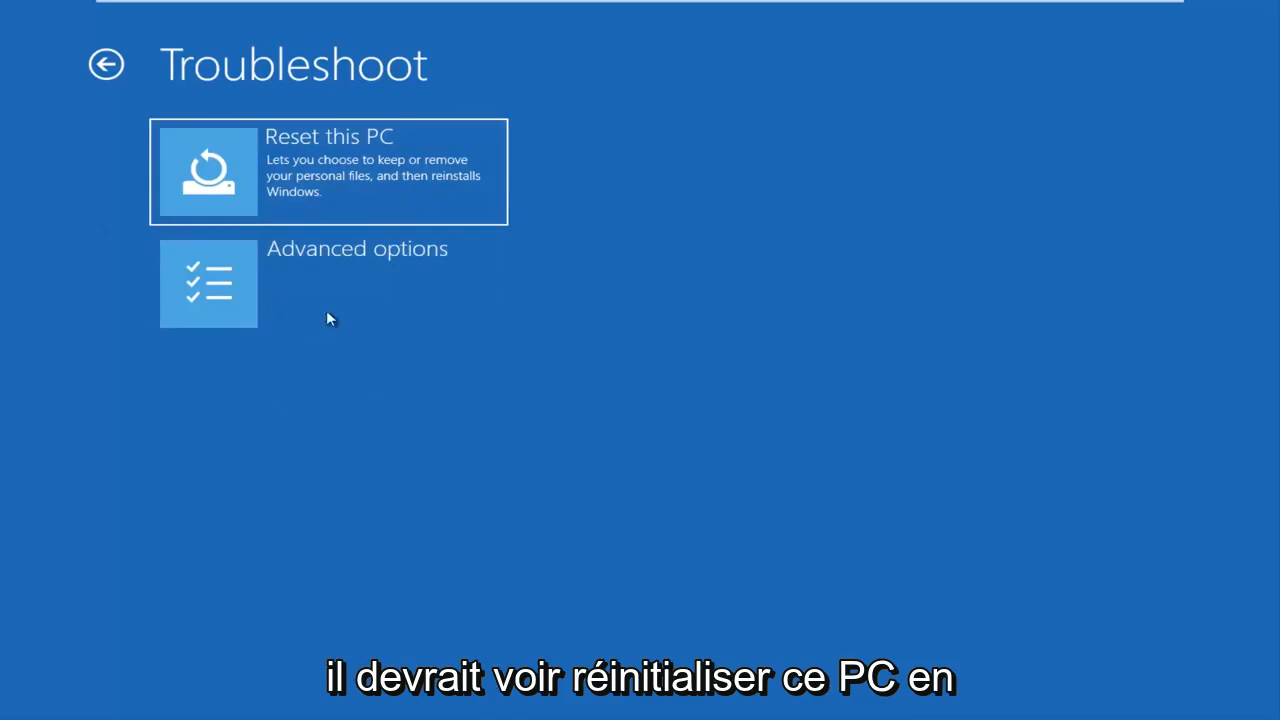 Troubleshoot
Reset this PC
Lets you choose to keep or remove
your personal files, and then reinstalls
Windows.
Advanced options
il devrait voir réinitialiser ce PC en